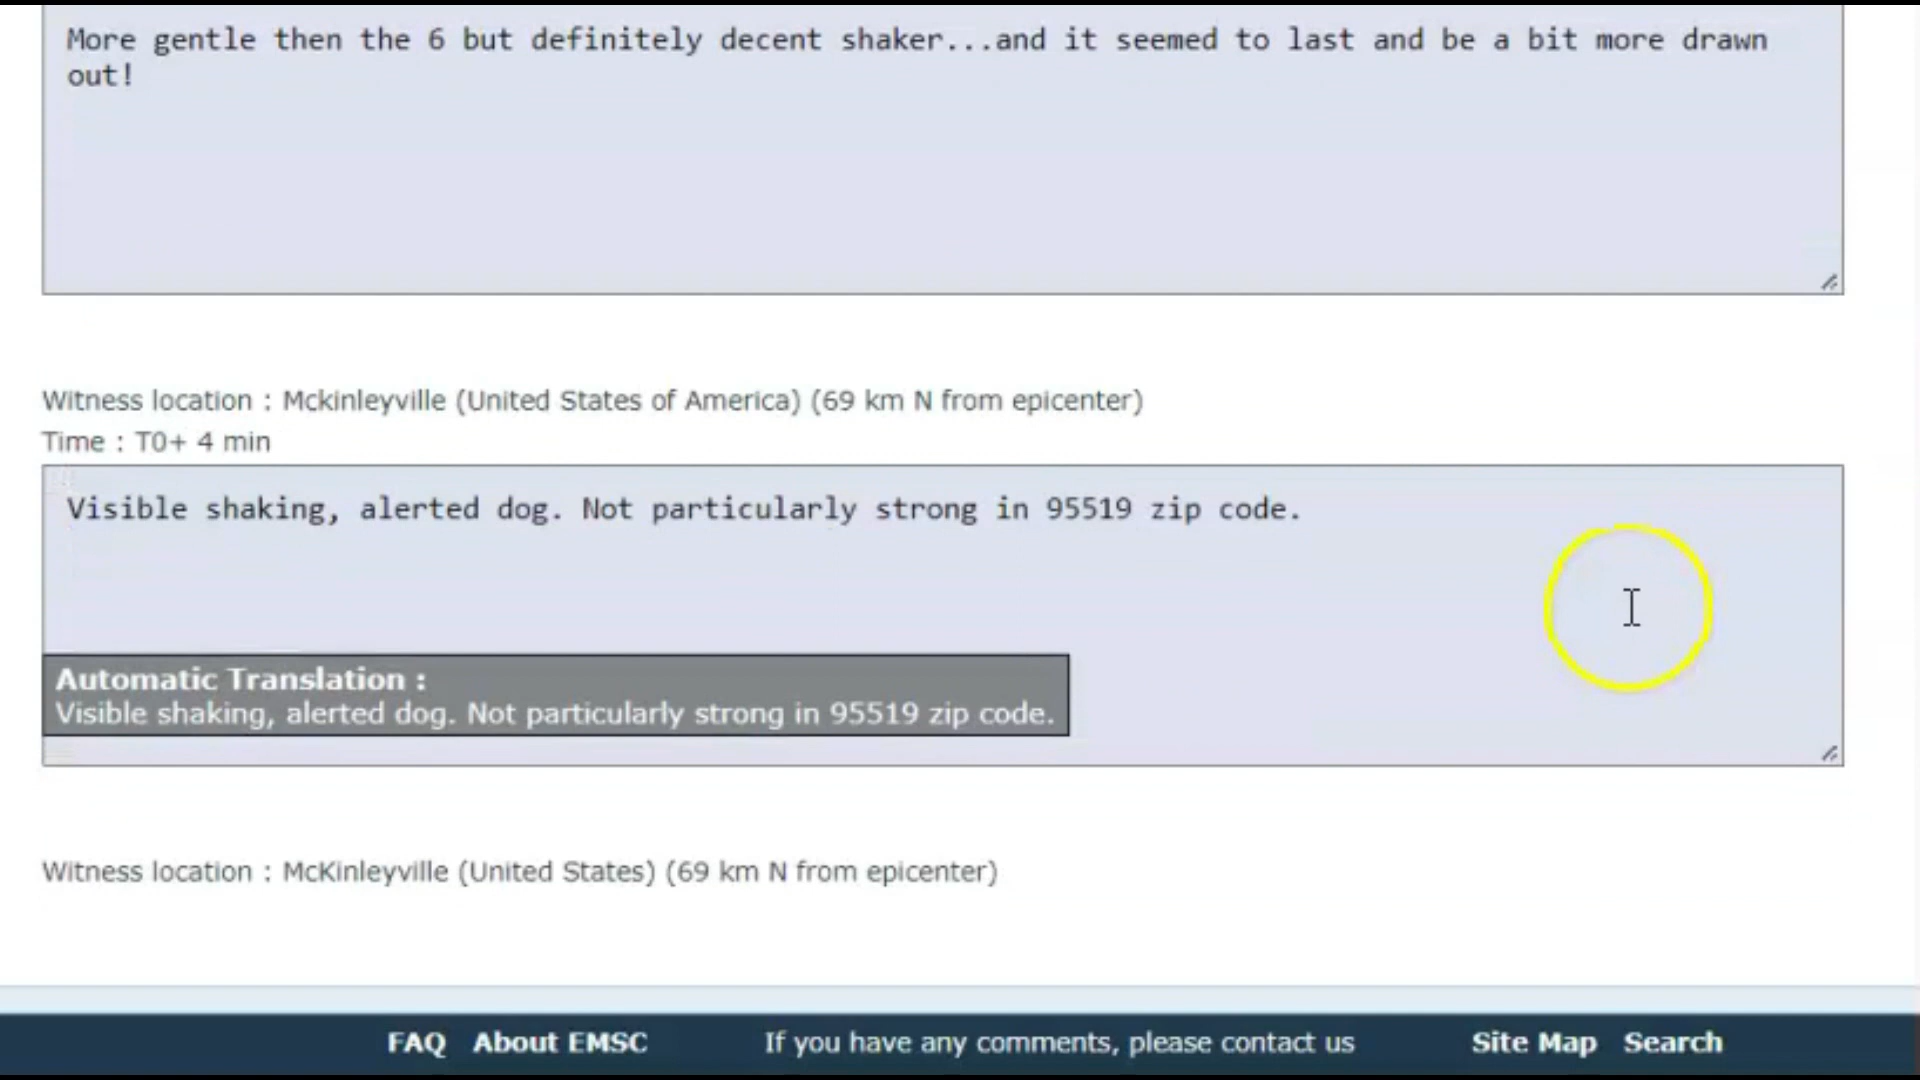 More gentle then the 6 but definitely decent shaker...and it seemed to last and be a bit more drawn
out!
Witness location : Mckinleyville (United States of America) (69 km N from epicenter)
Time : T0+ 4 min
Visible shaking, alerted dog. Not particularly strong in 95519 zip code.
Automatic Translation :
Visible shaking, alerted dog. Not particularly strong in 95519 zip code.
Witness location : McKinleyville (United States) (69 km N from epicenter)
FAQ About EMSC If you have any comments, please contact us Site Map Search